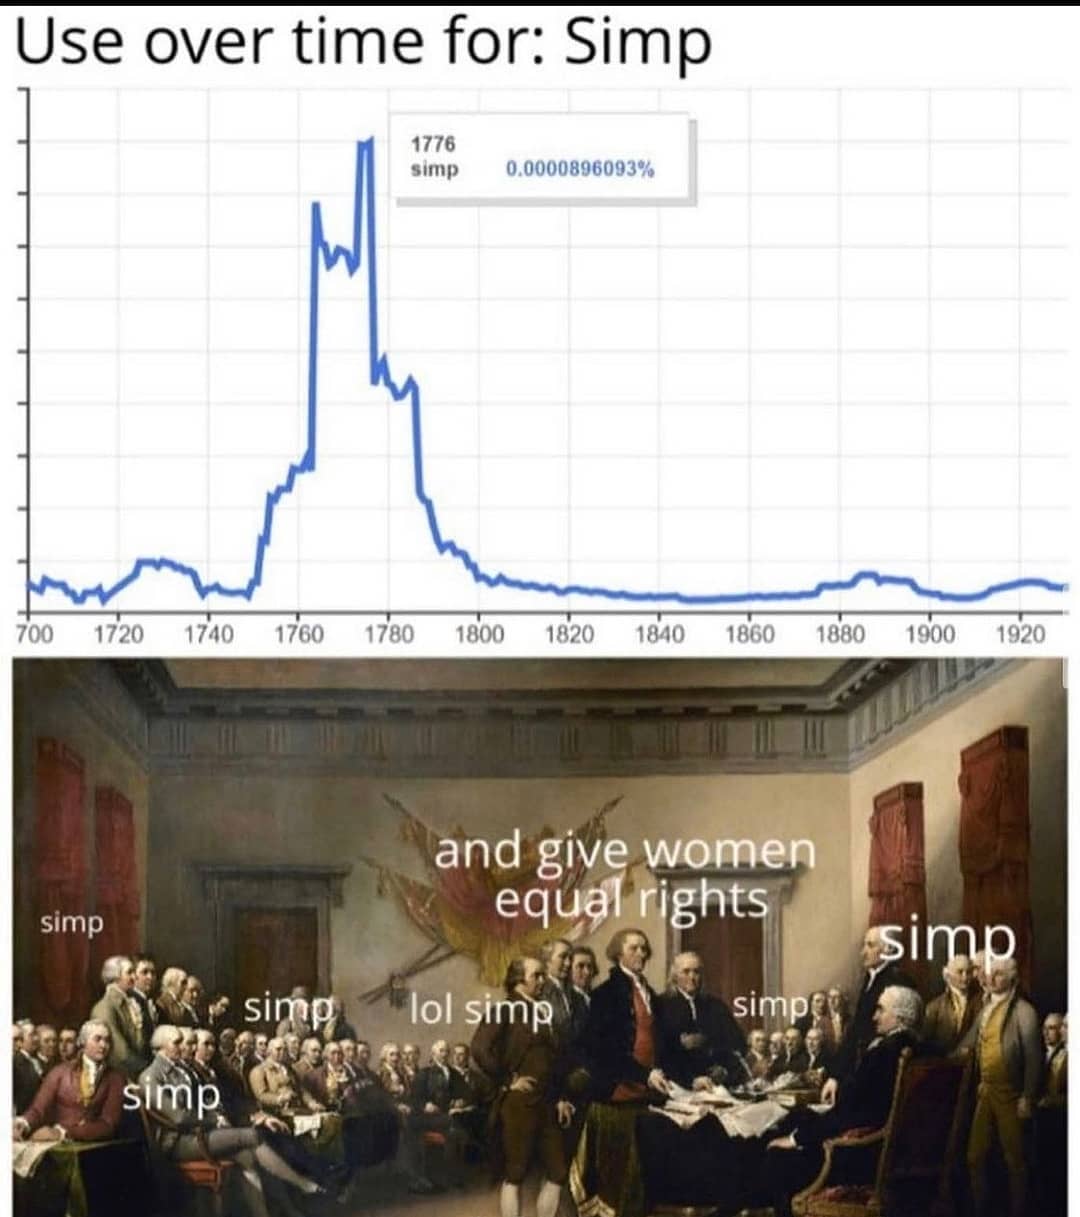 Use over time for: Simp
1776
simp 0.0000896093%
700 1720 1740 1760 1780 1800 1820 1840 1860 1880 1900 1920
and give women
equal rights
simp
simp
simp
lol simp
simp
simp